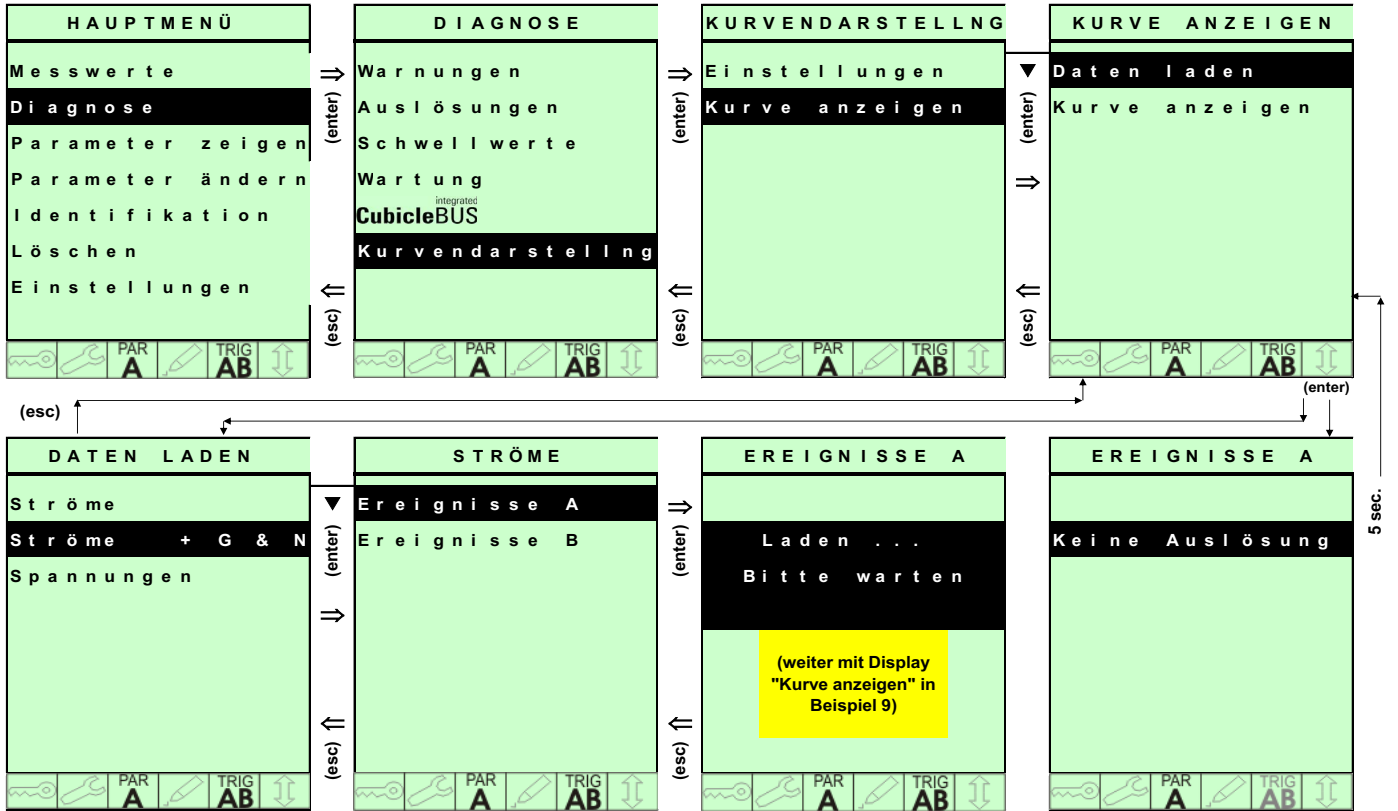 HAUPTMENÜ
Messwerte
Diagnose
Parameter zeigen
Parameter ändern
Identifikation
Löschen
Einstellungen
PAR
A
TRIG
AB
(enter)
(esc)
DIAGNOSE
Warnungen
Auslösungen
Schwellwerte
Wartung
integrated
CubicleBUS
Kurvendarstellng
PAR
A
TRIG
AB
(enter)
(esc)
KURVENDARSTELLNG
Einstellungen
Kurve anzeigen
PAR
A
TRIG
AB
(enter)
(esc)
KURVE ANZEIGEN
Daten laden
Kurve anzeigen
PAR
A
TRIG
AB
(enter)
(esc)
5 sec.
DATEN LADEN
Ströme
Ströme + G & N
Spannungen
PAR
A
TRIG
AB
(enter)
(esc)
STRÖME
Ereignisse A
Ereignisse B
PAR
A
TRIG
AB
(enter)
(esc)
EREIGNISSE A
Laden ...
Bitte warten
(weiter mit Display
"Kurve anzeigen" in
Beispiel 9)
PAR
A
TRIG
AB
EREIGNISSE A
Keine Auslösung
PAR
A
TRIG
AB